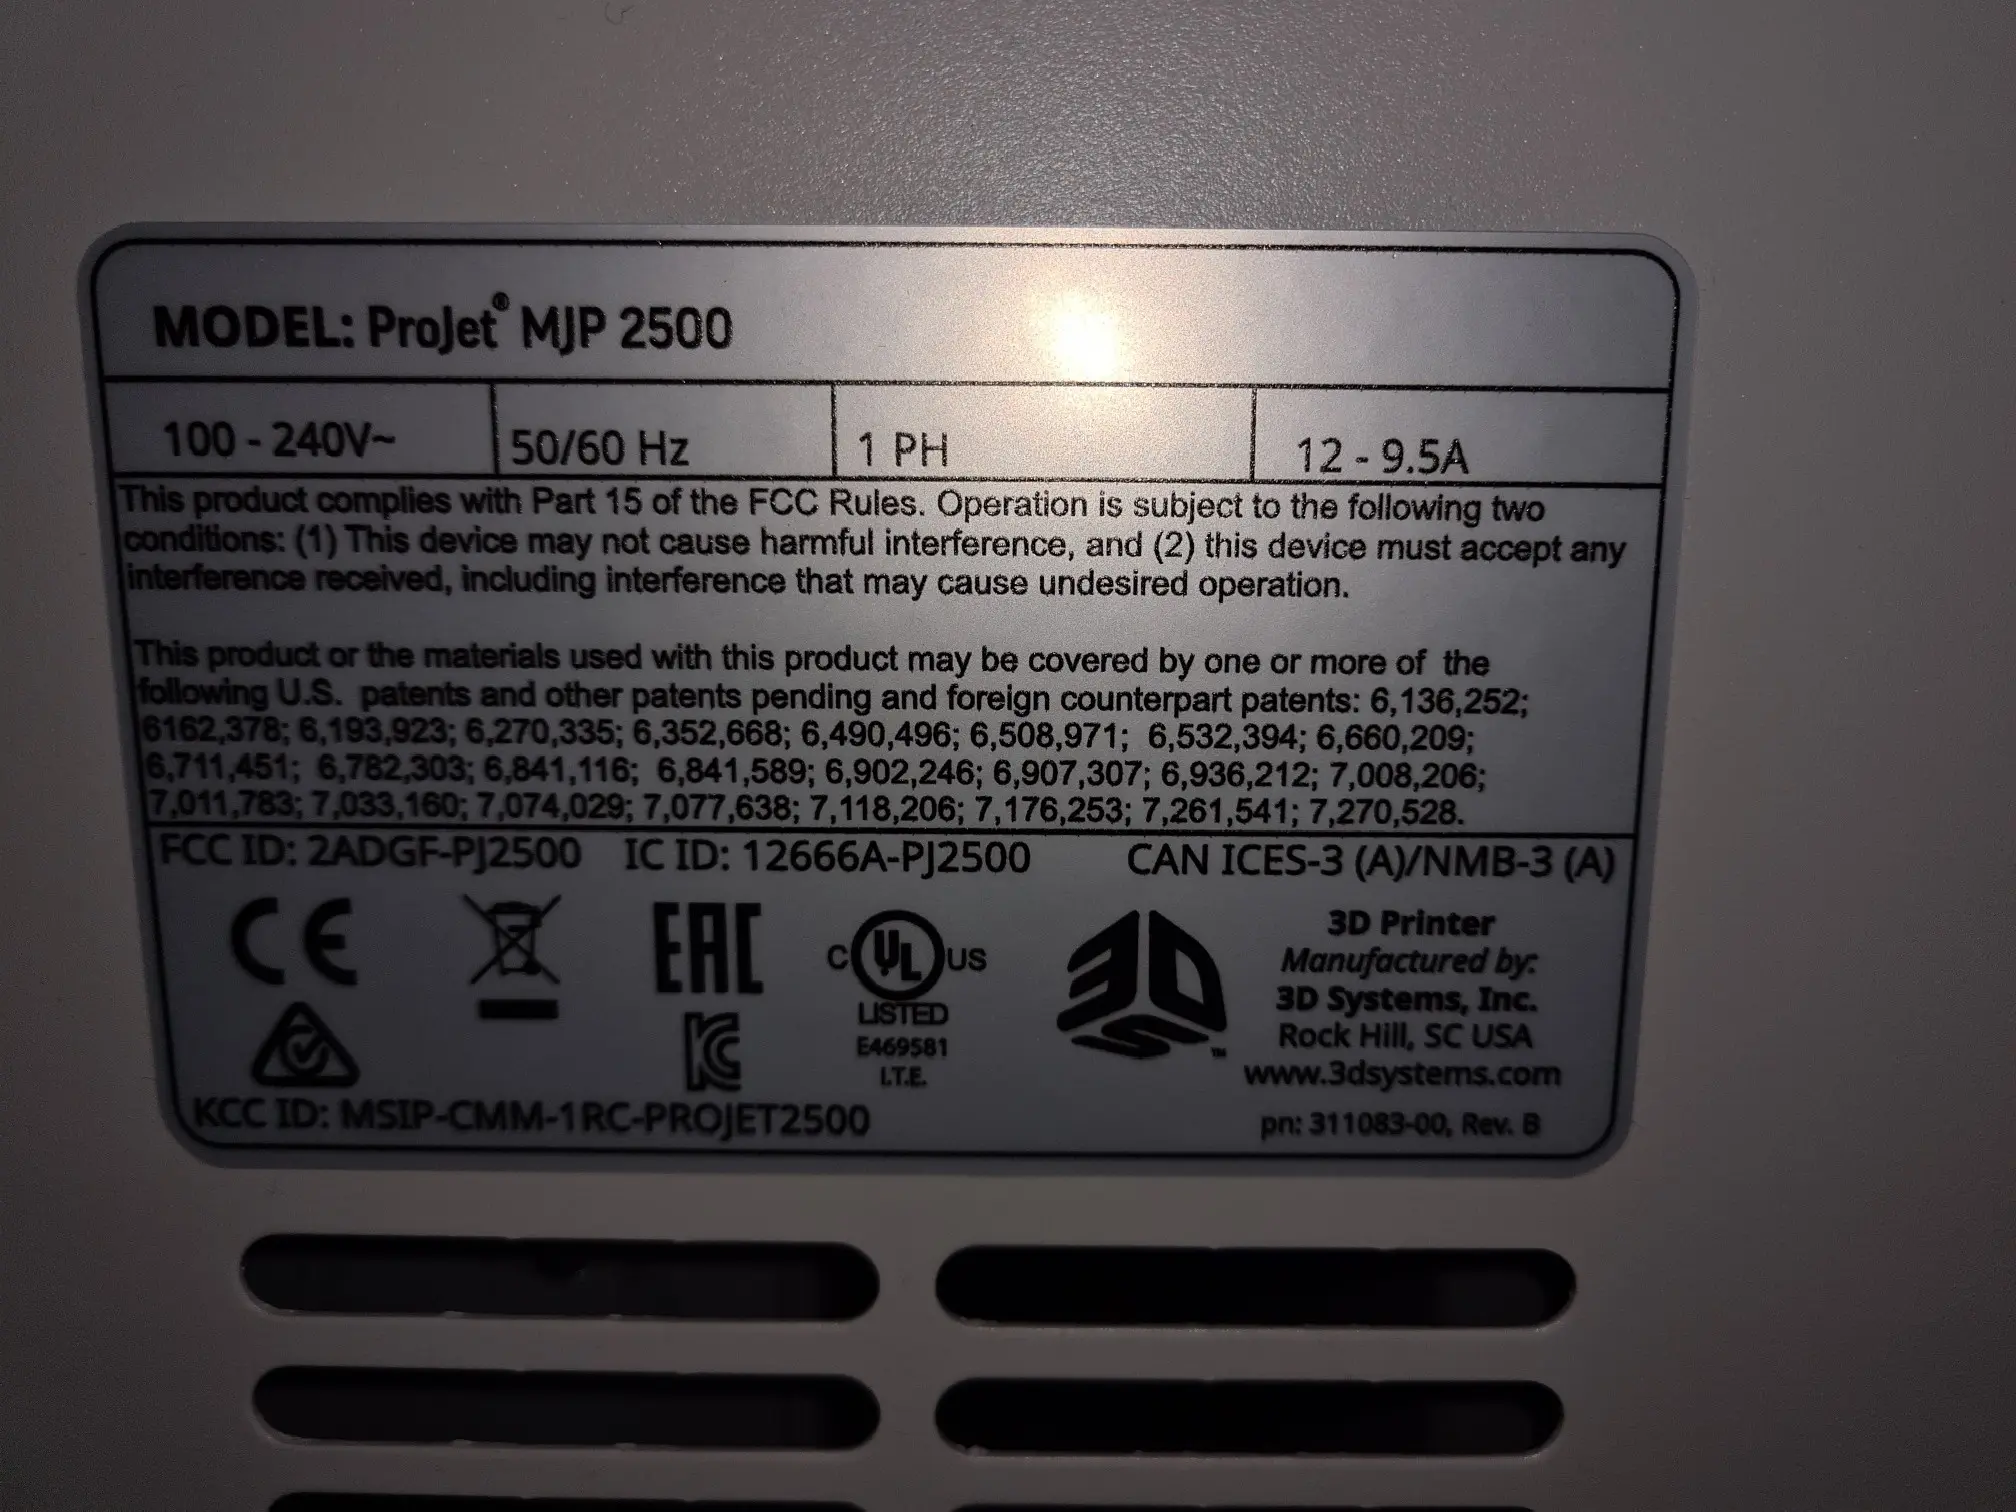 MODEL: ProJet® MJP 2500
100 - 240V~ 50/60 Hz 1 PH 12 - 9.5A
This product complies with Part 15 of the FCC Rules. Operation is subject to the following two
conditions: (1) This device may not cause harmful interference, and (2) this device must accept any
interference received, including interference that may cause undesired operation.
This product or the materials used with this product may be covered by one or more of the
following U.S. patents and other patents pending and foreign counterpart patents: 6,136,252;
6162,378; 6,193,923; 6,270,335; 6,352,668; 6,490,496; 6,508,971; 6,532,394; 6,660,209;
6,711,451; 6,782,303; 6,841,116; 6,841,589; 6,902,246; 6,907,307; 6,936,212; 7,008,206;
7,011,783; 7,033,160; 7,074,029; 7,077,638; 7,118,206; 7,176,253; 7,261,541; 7,270,528.
FCC ID: 2ADGF-PJ2500 IC ID: 12666A-PJ2500 CAN ICES-3 (A)/NMB-3 (A)
CE
EAC
C UL US
LISTED
E469581
I.T.E.
KC
3DS™
3D Printer
Manufactured by:
3D Systems, Inc.
Rock Hill, SC USA
www.3dsystems.com
KCC ID: MSIP-CMM-1RC-PROJET2500
pn: 311083-00, Rev. B